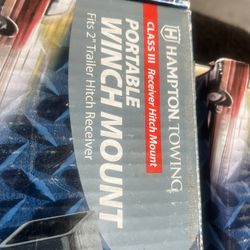 H HAMPTON TOWING
CLASS III Receiver Hitch Mount
PORTABLE
WINCH MOUNT
Fits 2" Trailer Hitch Receiver